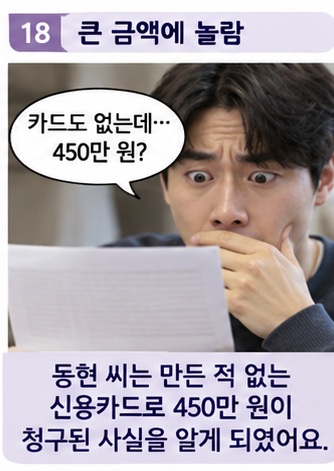 18 큰 금액에 놀람
카드도 없는데…
450만 원?
동현 씨는 만든 적 없는
신용카드로 450만 원이
청구된 사실을 알게 되였어요.